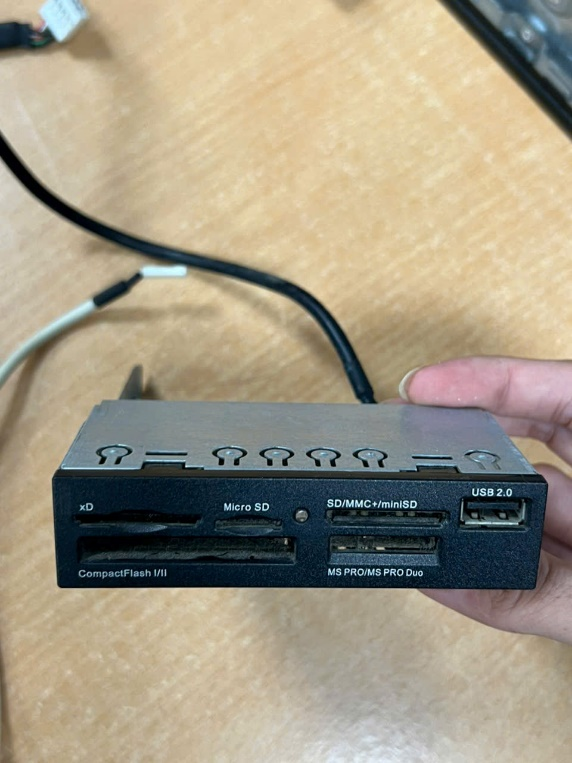 xD
Micro SD
SD/MMC+/miniSD
USB 2.0
CompactFlash I/II
MS PRO/MS PRO Duo